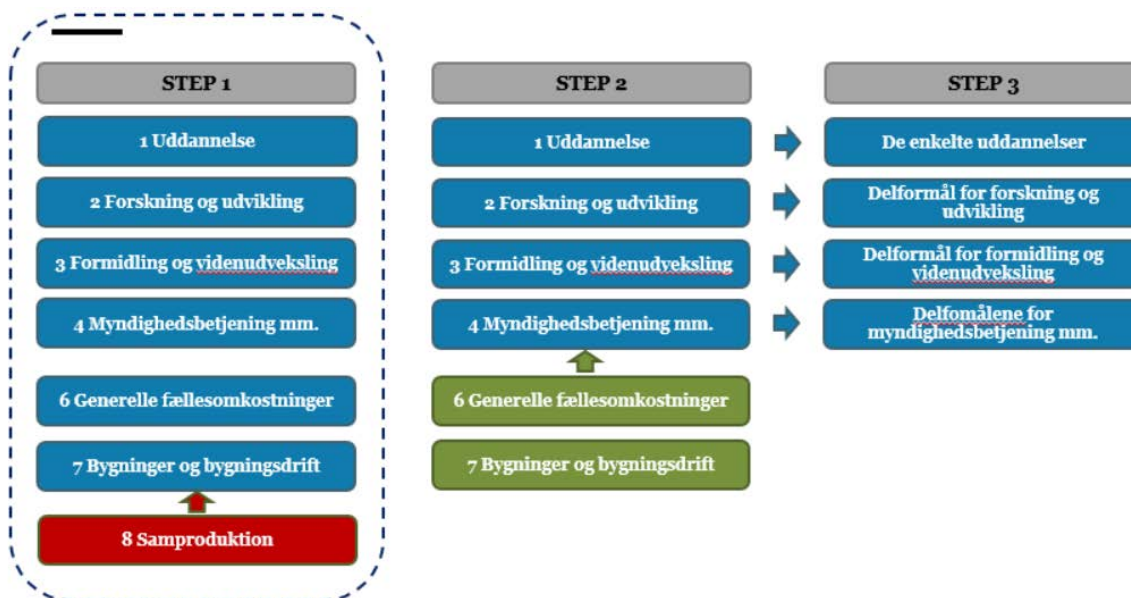 STEP 1
1 Uddannelse
2 Forskning og udvikling
3 Formidling og videnudveksling
4 Myndighedsbetjening mm.
6 Generelle fællesomkostninger
7 Bygninger og bygningsdrift
8 Samproduktion
STEP 2
1 Uddannelse
2 Forskning og udvikling
3 Formidling og videnudveksling
4 Myndighedsbetjening mm.
6 Generelle fællesomkostninger
7 Bygninger og bygningsdrift
STEP 3
De enkelte uddannelser
Delformål for forskning og
udvikling
Delformål for formidling og
videnudveksling
Delfomålene for
myndighedsbetjening mm.